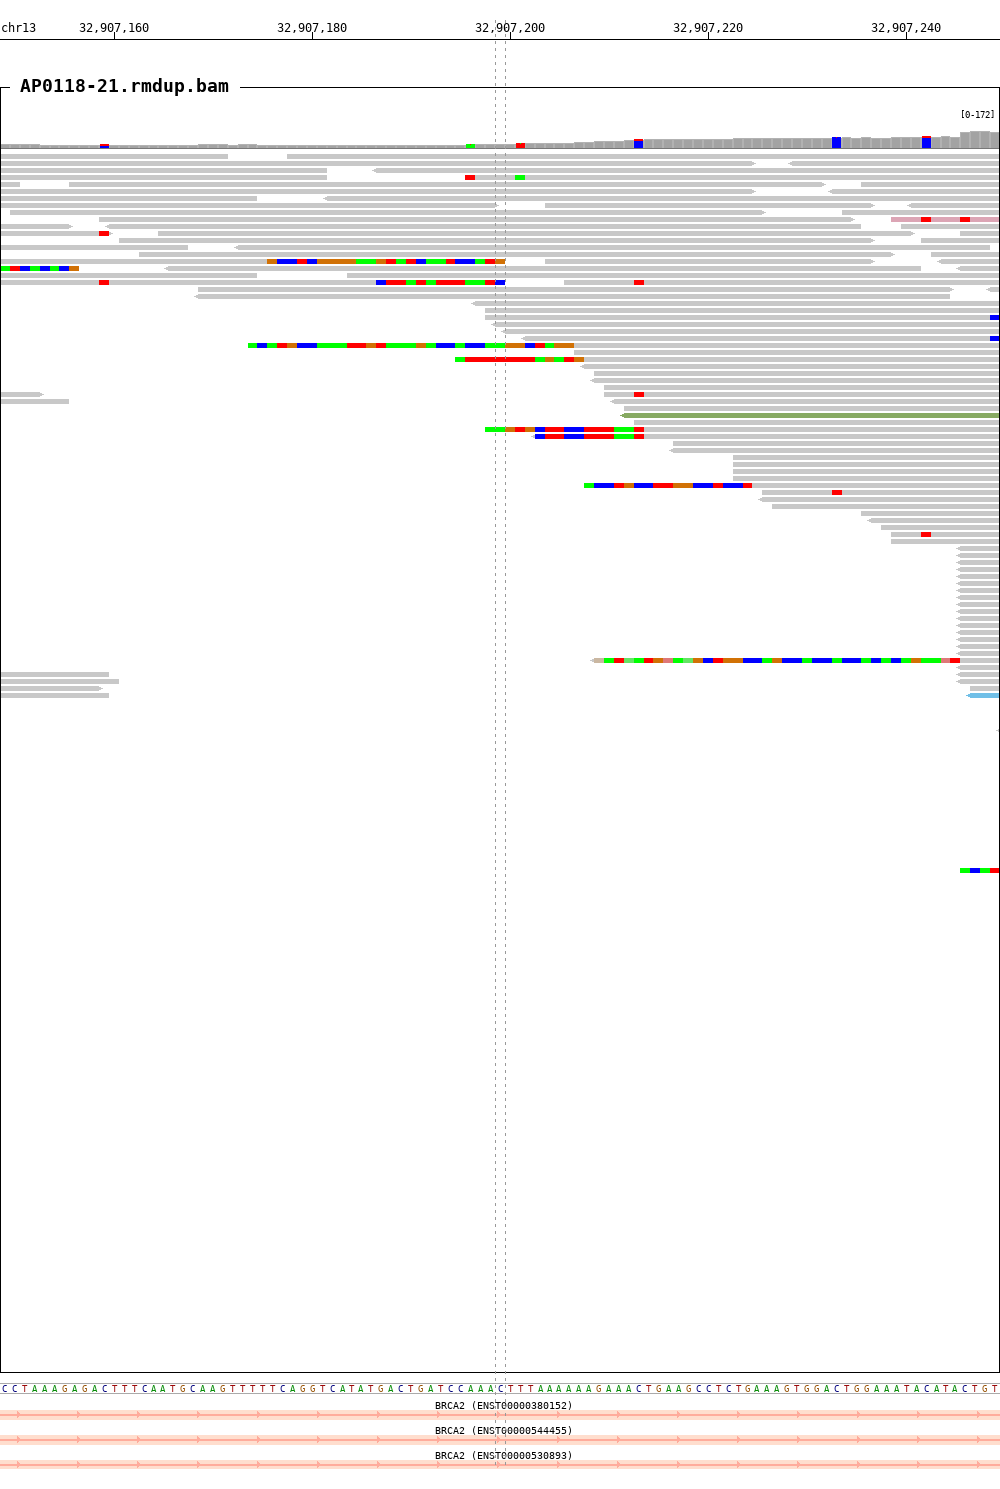 chr13 32,907,160 32,907,180 32,907,200 32,907,220 32,907,240
AP0118-21.rmdup.bam
[0-172]
CCTAAAGAGACTTTCAATGCAAGTTTTTCAGGTCATATGACTGATCCAAACTTTAAAAAAGAAACTGAAGCCTCTGAAAGTGGACTGGAAATACATACTGT
BRCA2 (ENST00000380152)
BRCA2 (ENST00000544455)
BRCA2 (ENST00000530893)